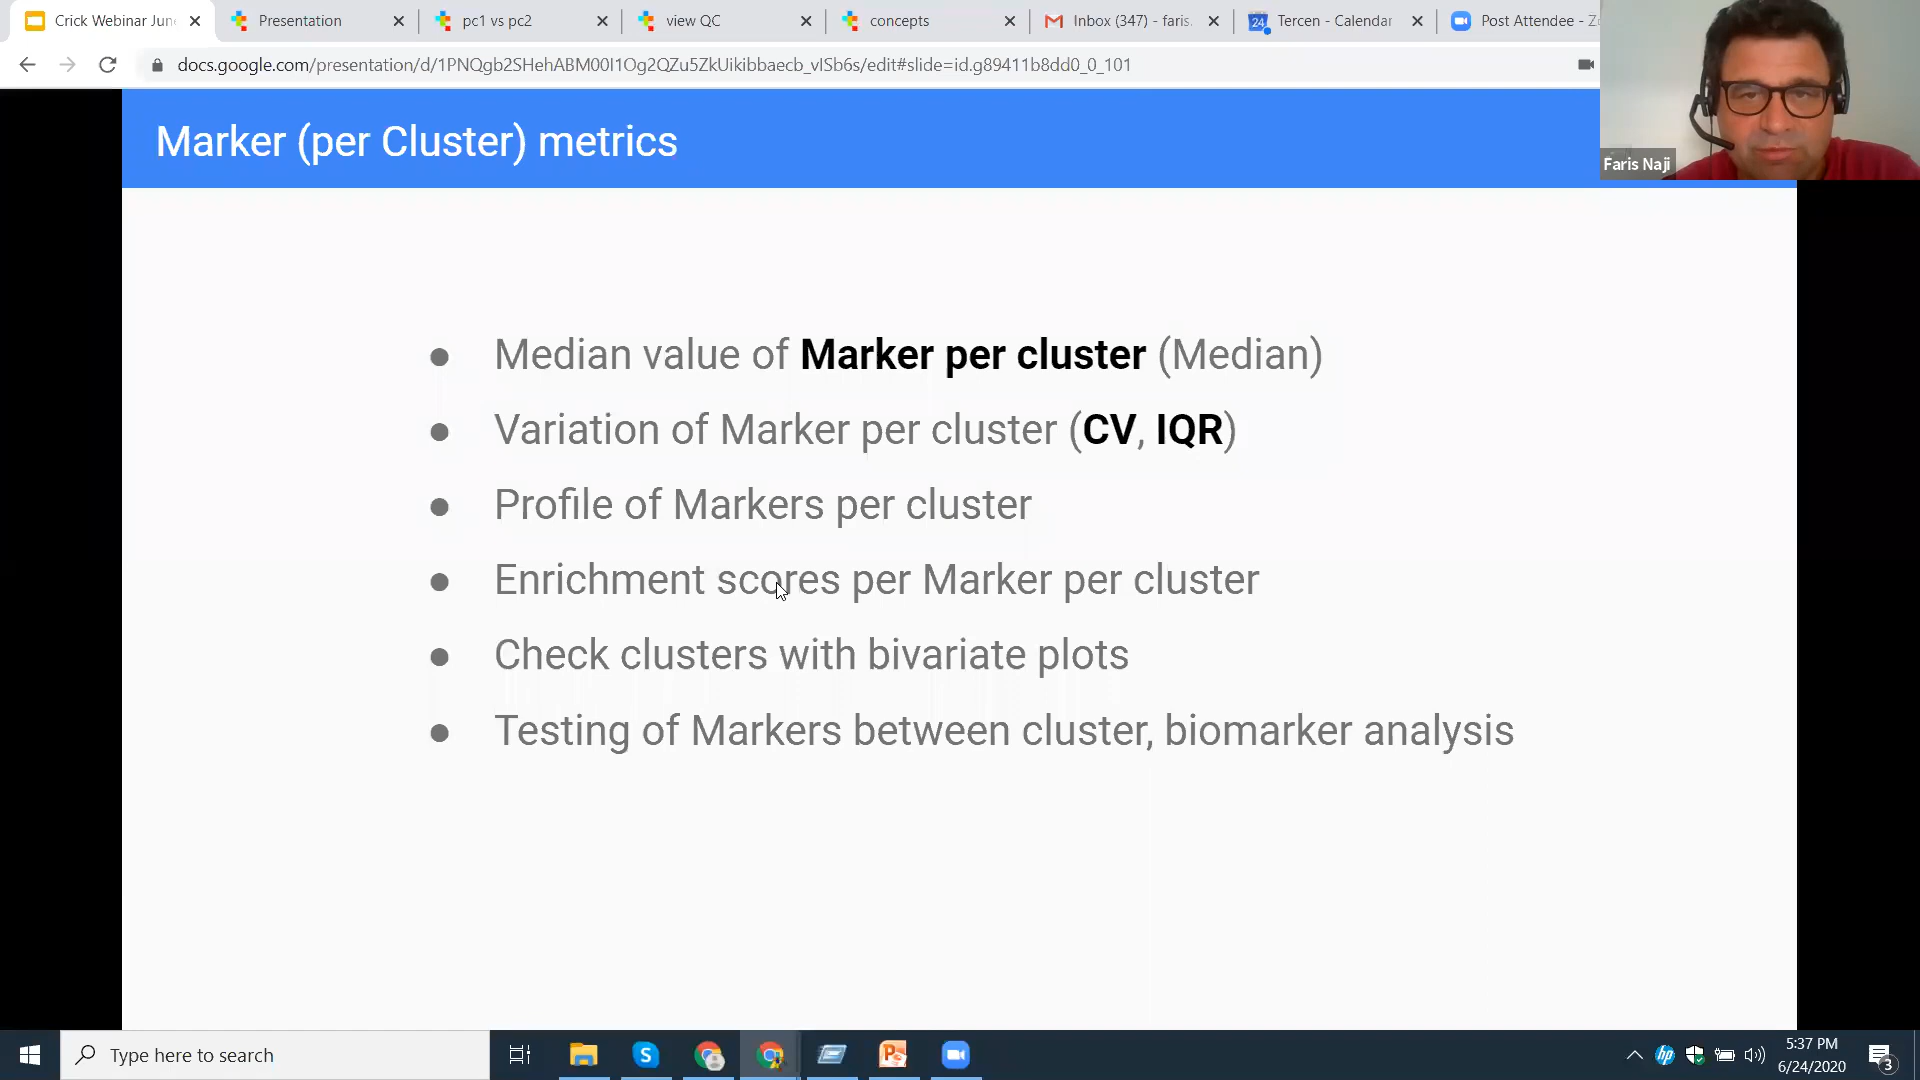 Crick Webinar Jun
Presentation
pc1 vs pc2
view QC
concepts
Inbox (347) - faris.
24
Tercen - Calendar
Post Attendee - Zo
docs.google.com/presentation/d/1PNQgb2SHehABM00I1Og2QZu5ZkUikibbaecb_vlSb6s/edit#slide=id.g89411b8dd0_0_101
Marker (per Cluster) metrics
Faris Naji
● Median value of Marker per cluster (Median)
● Variation of Marker per cluster (CV, IQR)
● Profile of Markers per cluster
● Enrichment scores per Marker per cluster
● Check clusters with bivariate plots
● Testing of Markers between cluster, biomarker analysis
Type here to search
5:37 PM
6/24/2020
3